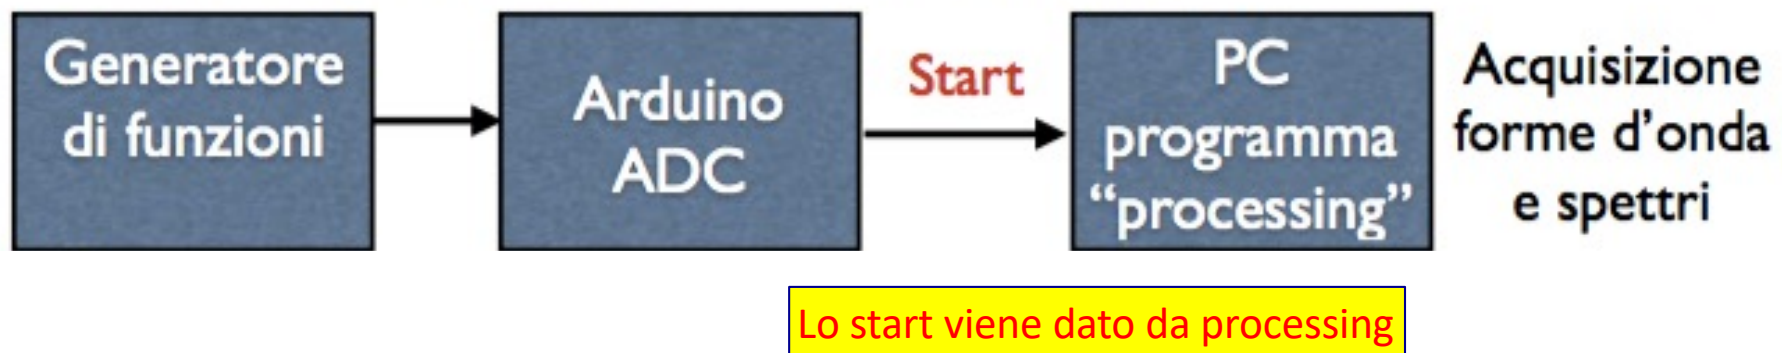 Generatore
di funzioni
Arduino
ADC
Start
PC
programma
“processing”
Acquisizione
forme d’onda
e spettri
Lo start viene dato da processing